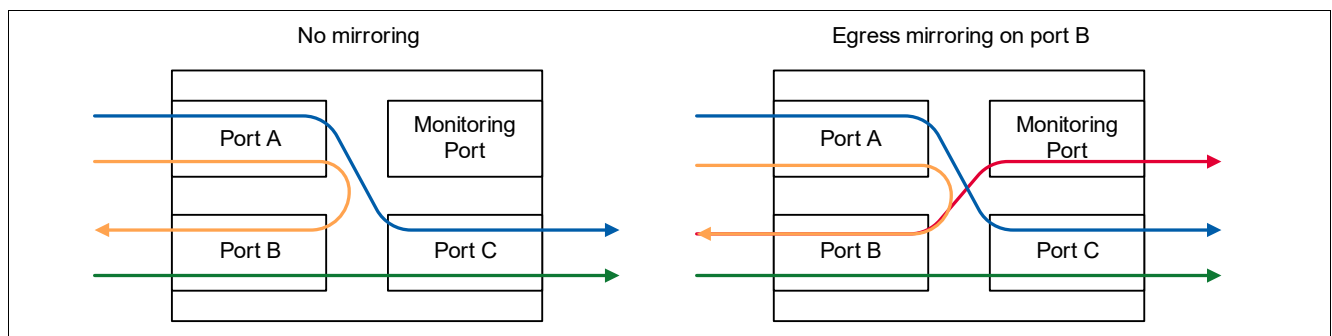 No mirroring
Egress mirroring on port B
Port A
Monitoring
Port
Port B
Port C
Port A
Monitoring
Port
Port B
Port C